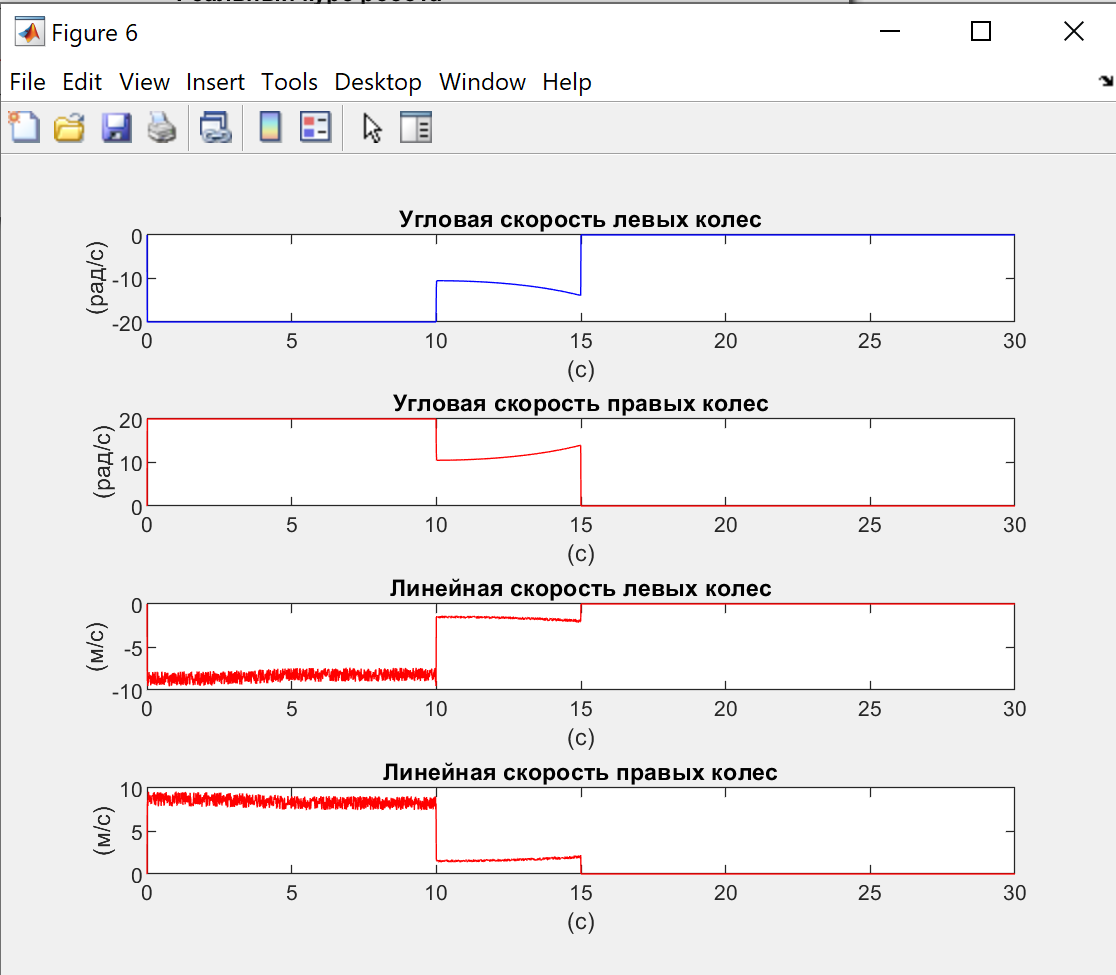 Figure 6
File Edit View Insert Tools Desktop Window Help
Угловая скорость левых колес
(рад/с)
0
-10
-20
0 5 10 15 20 25 30
(с)
Угловая скорость правых колес
(рад/с)
20
10
0
0 5 10 15 20 25 30
(с)
Линейная скорость левых колес
(м/с)
0
-5
-10
0 5 10 15 20 25 30
(с)
Линейная скорость правых колес
(м/с)
10
5
0
0 5 10 15 20 25 30
(с)